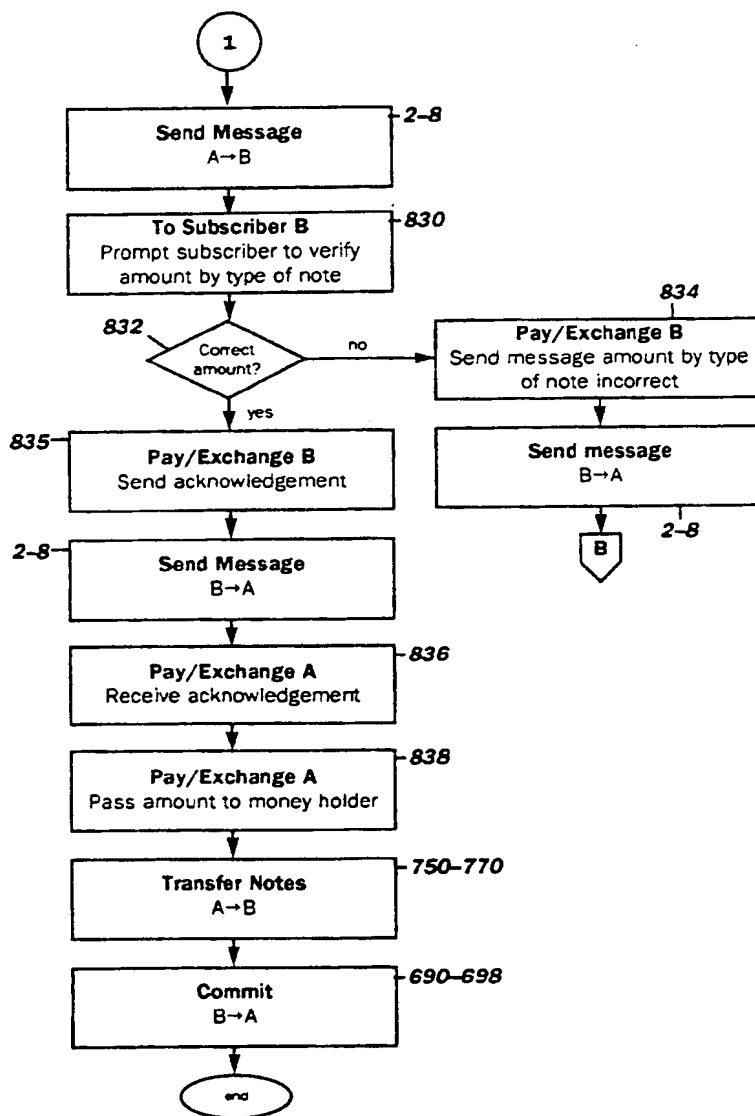 1
Send Message
A→B
2–8
To Subscriber B
Prompt subscriber to verify
amount by type of note
830
832
Correct
amount?
no
yes
834
Pay/Exchange B
Send message amount by type
of note incorrect
Send message
B→A
2–8
B
835
Pay/Exchange B
Send acknowledgement
2–8
Send Message
B→A
Pay/Exchange A
Receive acknowledgement
836
Pay/Exchange A
Pass amount to money holder
838
Transfer Notes
A→B
750–770
Commit
B→A
690–698
end